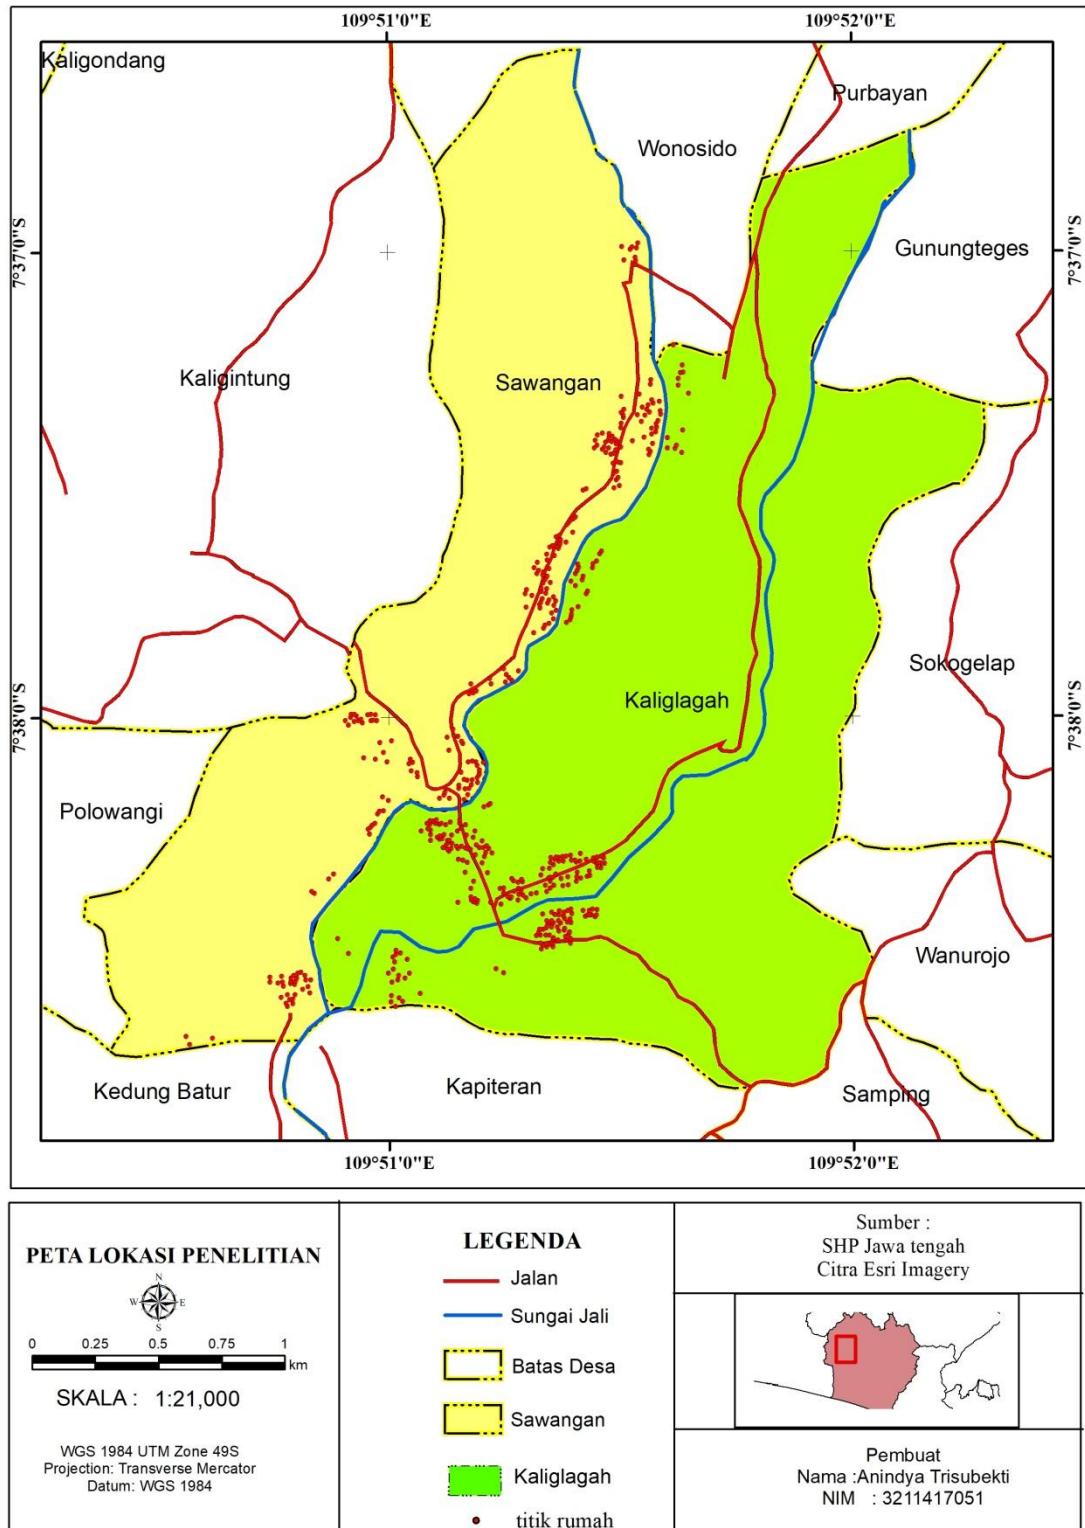 109°51'0"E
109°52'0"E
Kaligondang
Purbayan
Wonosido
7°37'0"S
Gunungteges
7°37'0"S
Kaligintung
Sawangan
Sokogelap
Kaliglagah
7°38'0"S
7°38'0"S
Polowangi
Wanurojo
Kedung Batur
Kapiteran
Samping
109°51'0"E
109°52'0"E
PETA LOKASI PENELITIAN
N
W
E
S
0 0.25 0.5 0.75 1
km
SKALA : 1:21,000
WGS 1984 UTM Zone 49S
Projection: Transverse Mercator
Datum: WGS 1984
LEGENDA
Jalan
Sungai Jali
Batas Desa
Sawangan
Kaliglagah
titik rumah
Sumber :
SHP Jawa tengah
Citra Esri Imagery
Pembuat
Nama :Anindya Trisubekti
NIM : 3211417051